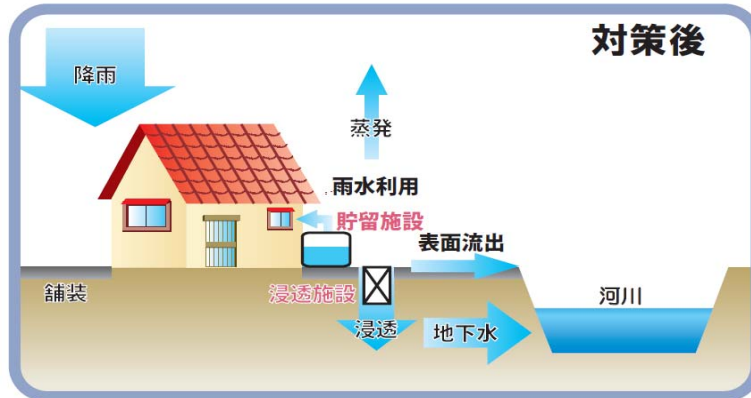 対策後
降雨
蒸発
雨水利用
貯留施設
表面流出
舗装
浸透施設
河川
浸透
地下水